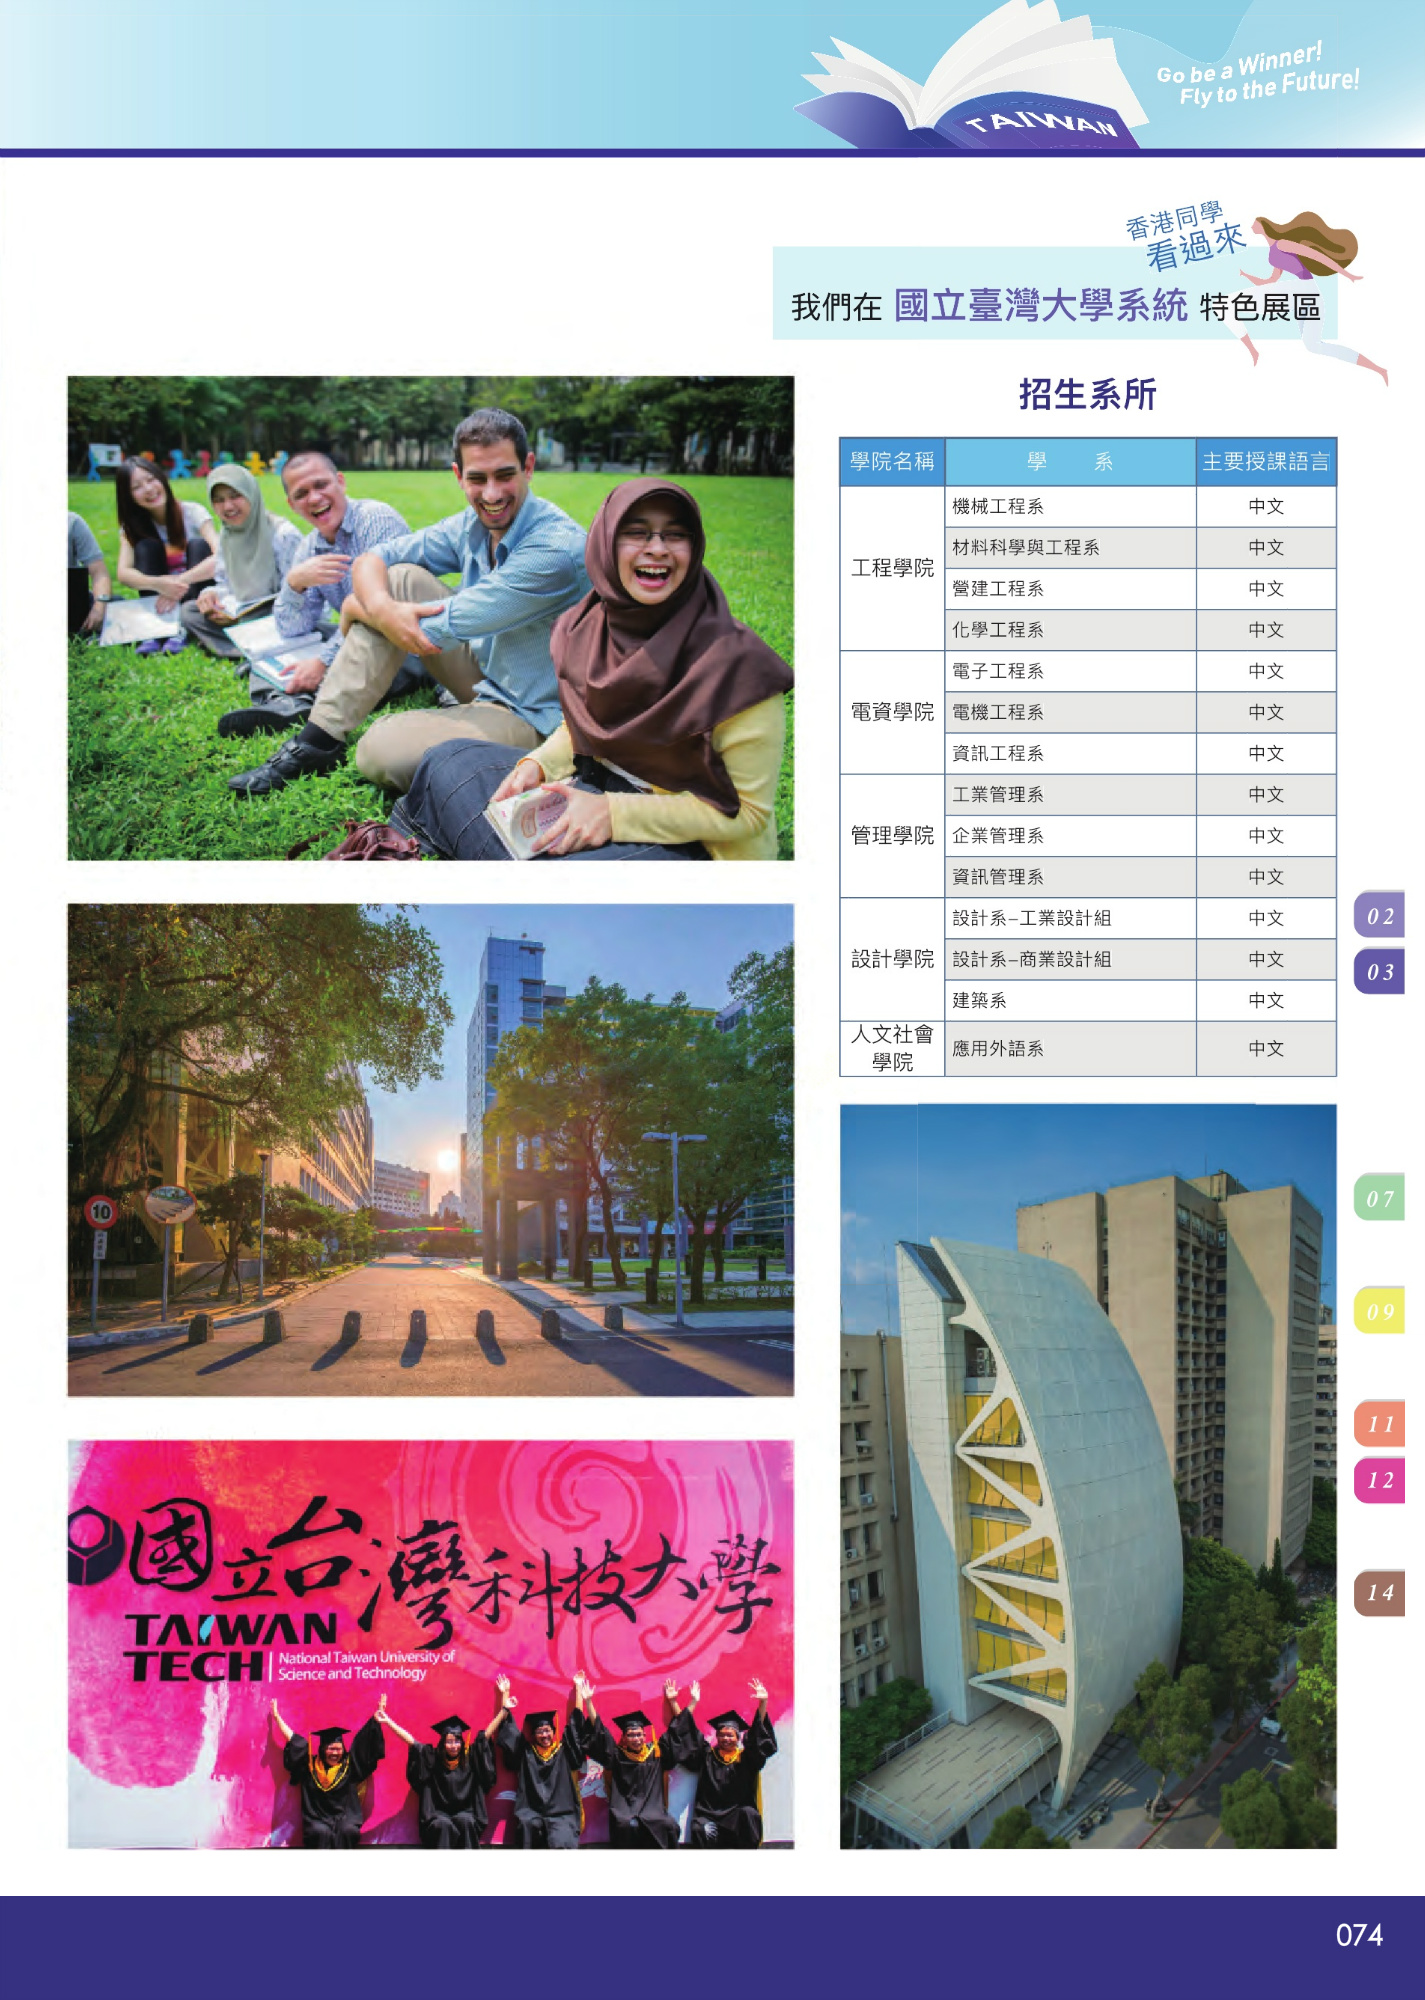 Go be a Winner!
Fly to the Future!
TAIWAN
香港同學
看過來
我們在 國立臺灣大學系統 特色展區
招生系所
學院名稱 學 系 主要授課語言
工程學院 機械工程系 中文
材料科學與工程系 中文
營建工程系 中文
化學工程系 中文
電資學院 電子工程系 中文
電機工程系 中文
資訊工程系 中文
管理學院 工業管理系 中文
企業管理系 中文
資訊管理系 中文
設計學院 設計系–工業設計組 中文
設計系–商業設計組 中文
建築系 中文
人文社會
學院 應用外語系 中文
02
03
07
09
11
12
14
10
國立台灣科技大學
TAIWAN
TECH
National Taiwan University of
Science and Technology
074